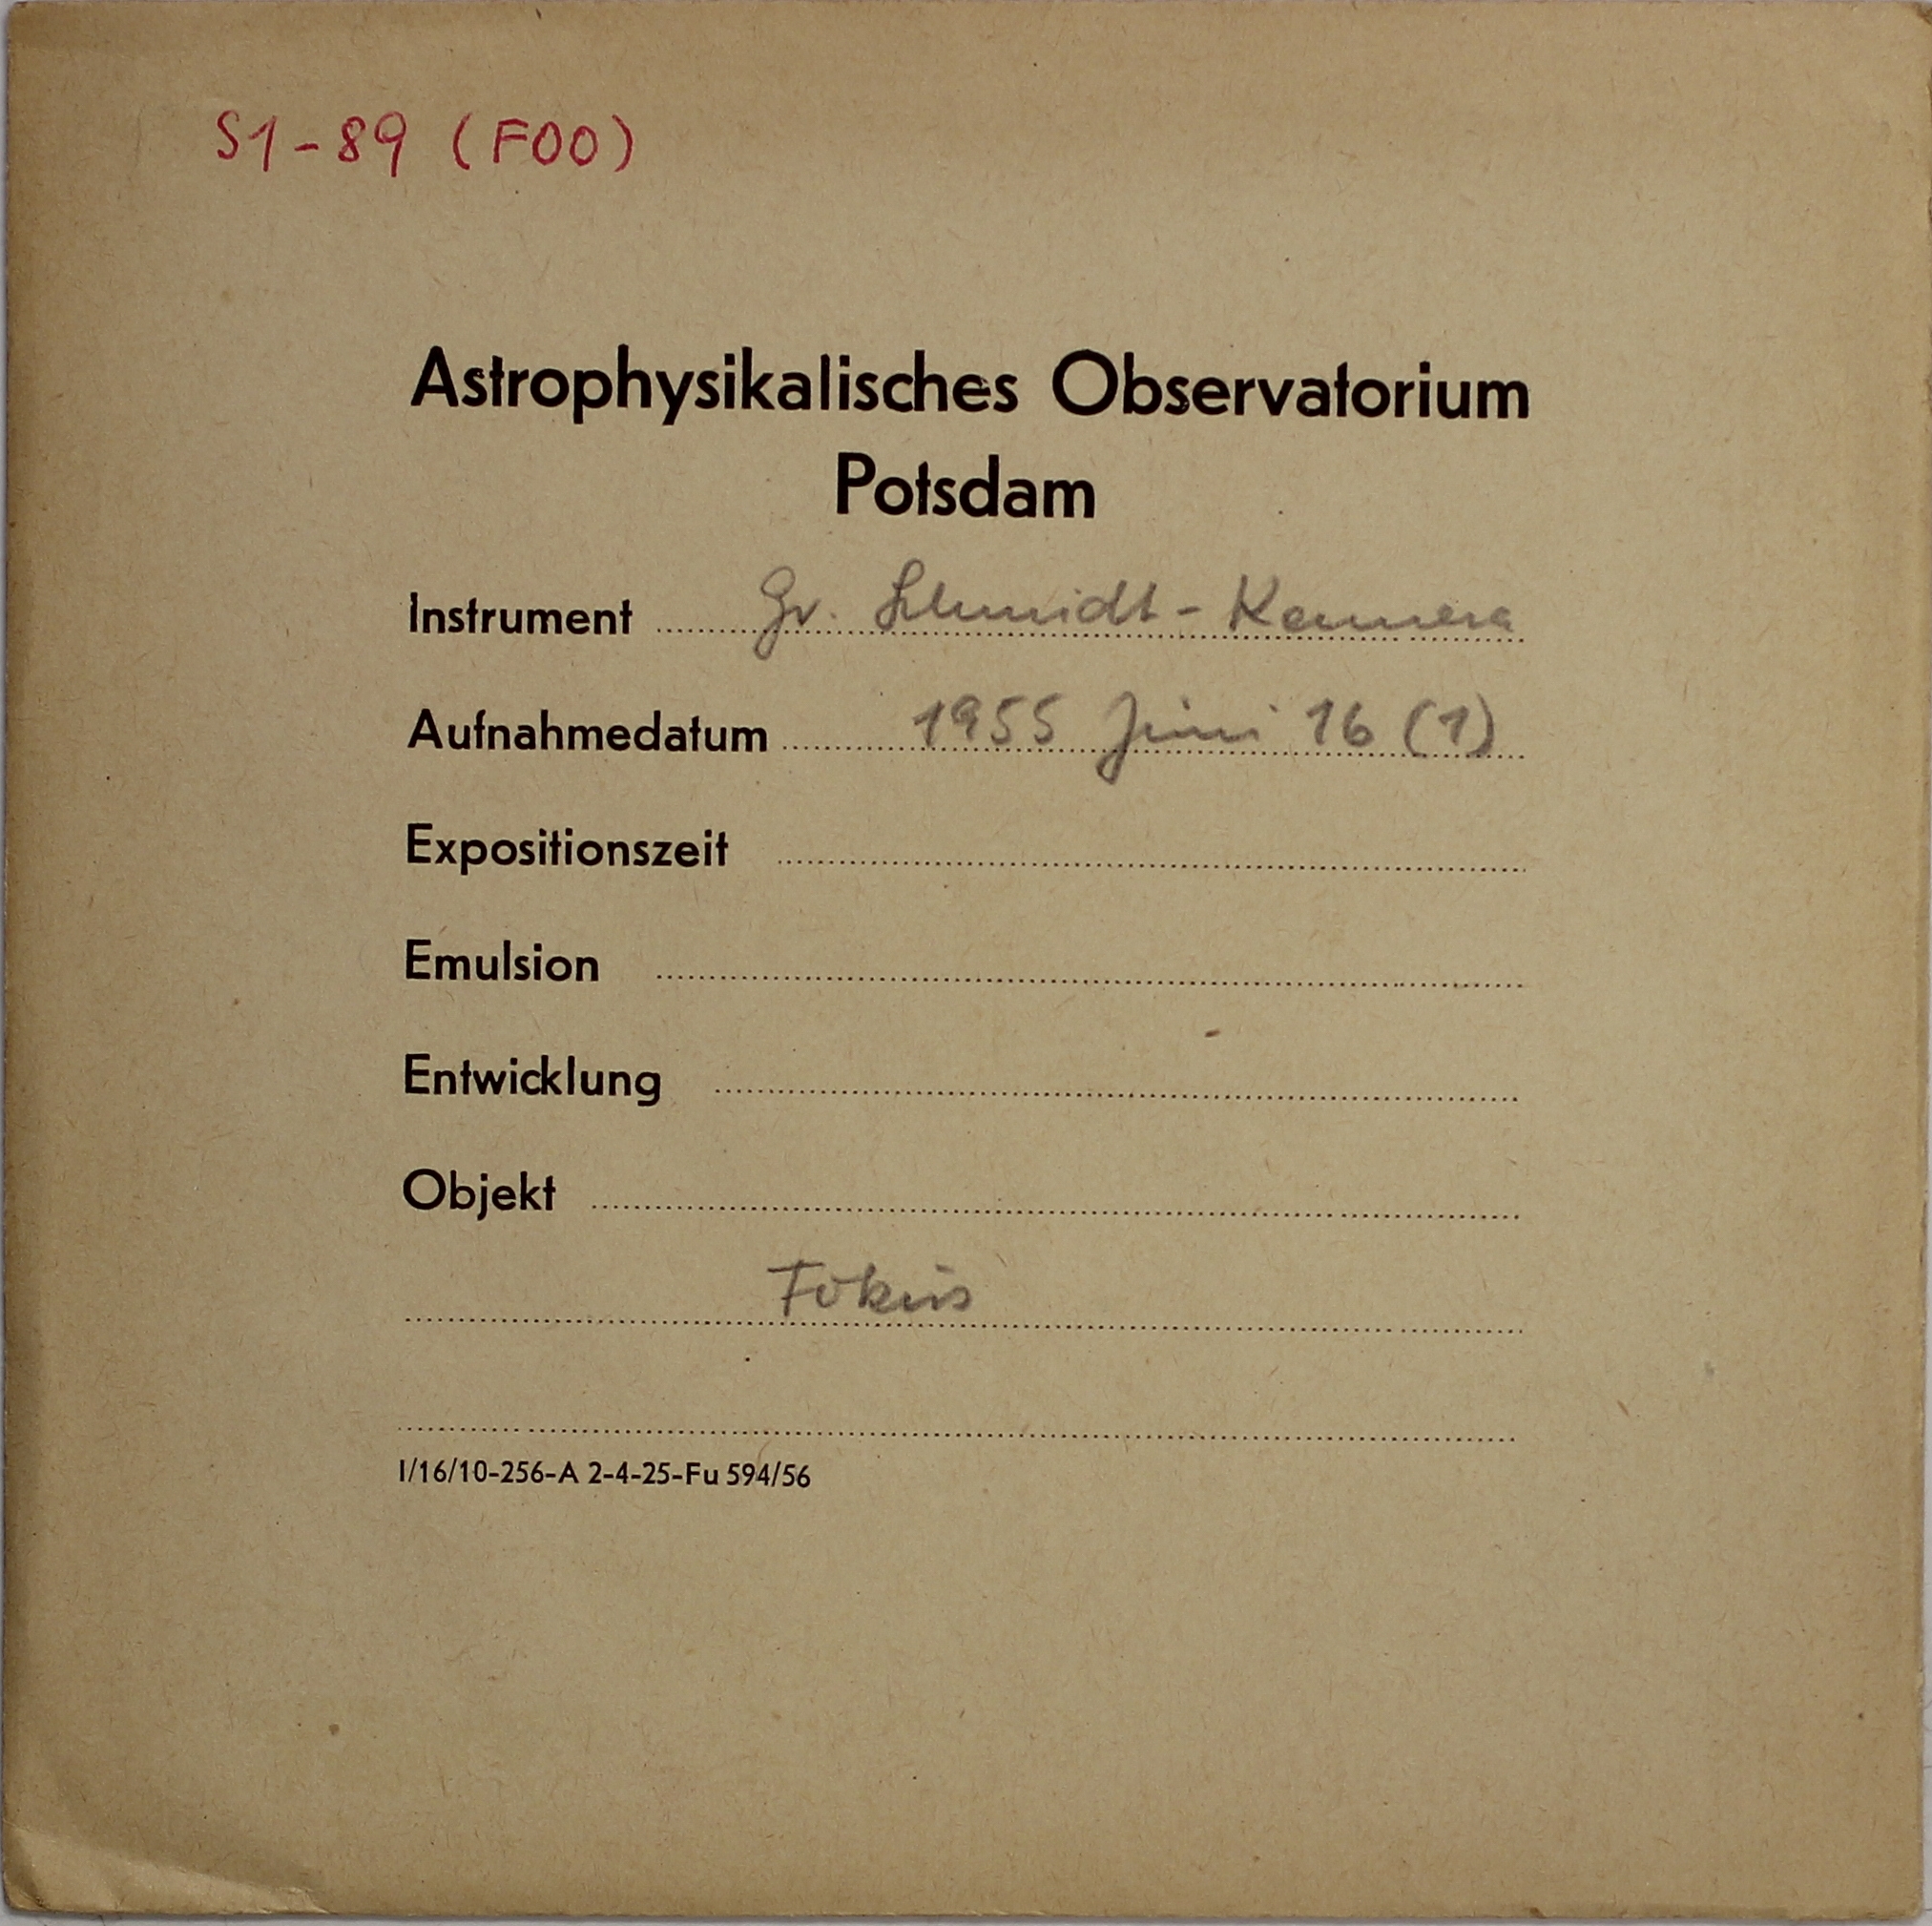 S1-89 (F00)
Astrophysikalisches Observatorium
Potsdam
Instrument Gr. Schmidt-Kamera
Aufnahmedatum 1955 Juni 16 (1)
Expositionszeit
Emulsion
Entwicklung
Objekt
Fokus
I/16/10-256-A 2-4-25-Fu 594/56